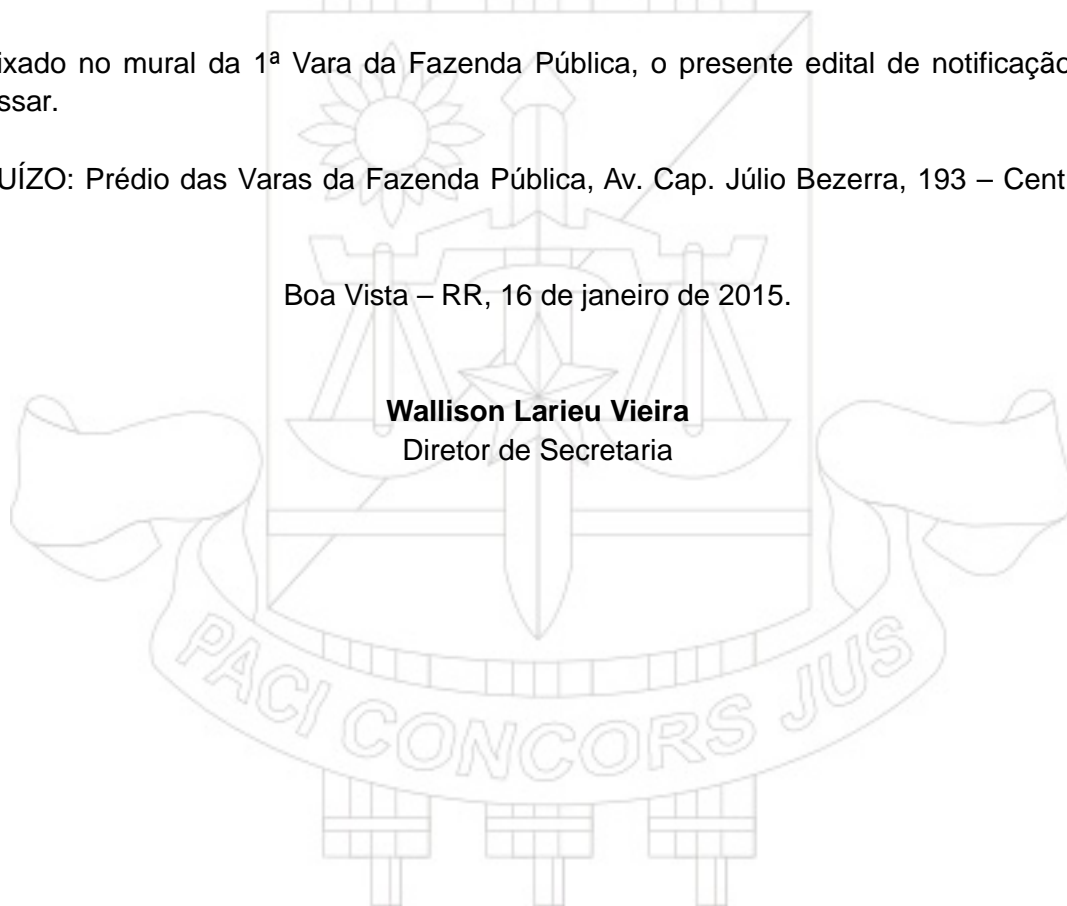 ixado no mural da 1ª Vara da Fazenda Pública, o presente edital de notificação
ssar.
UÍZO: Prédio das Varas da Fazenda Pública, Av. Cap. Júlio Bezerra, 193 – Cent
Boa Vista – RR, 16 de janeiro de 2015.
Wallison Larieu Vieira
Diretor de Secretaria
PACI CONCORS JUS